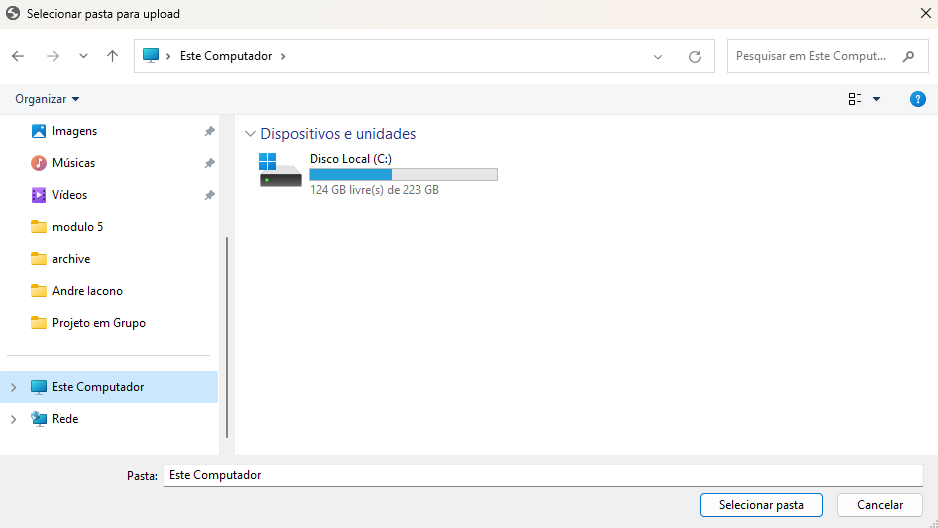 Selecionar pasta para upload
Este Computador
Pesquisar em Este Comput...
Organizar
?
Imagens
Músicas
Vídeos
modulo 5
archive
Andre Iacono
Projeto em Grupo
Este Computador
Rede
Dispositivos e unidades
Disco Local (C:)
124 GB livre(s) de 223 GB
Pasta: Este Computador
Selecionar pasta Cancelar